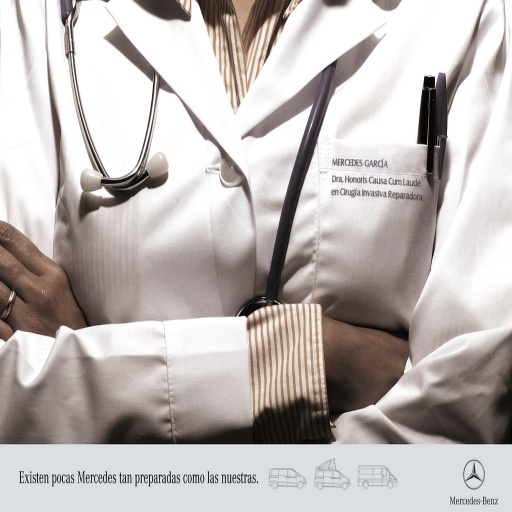 MERCEDES GARCÍA
Dra. Honoris Causa Cum Laude
en Cirugía Invasiva Reparadora
Existen pocas Mercedes tan preparadas como las nuestras.
Mercedes-Benz